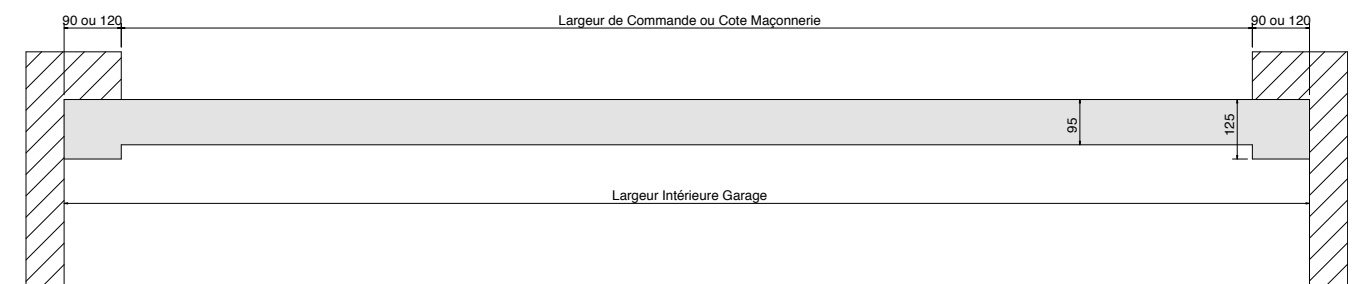 90 ou 120 Largeur de Commande ou Cote Maçonnerie 90 ou 120
95 125
Largeur Intérieure Garage